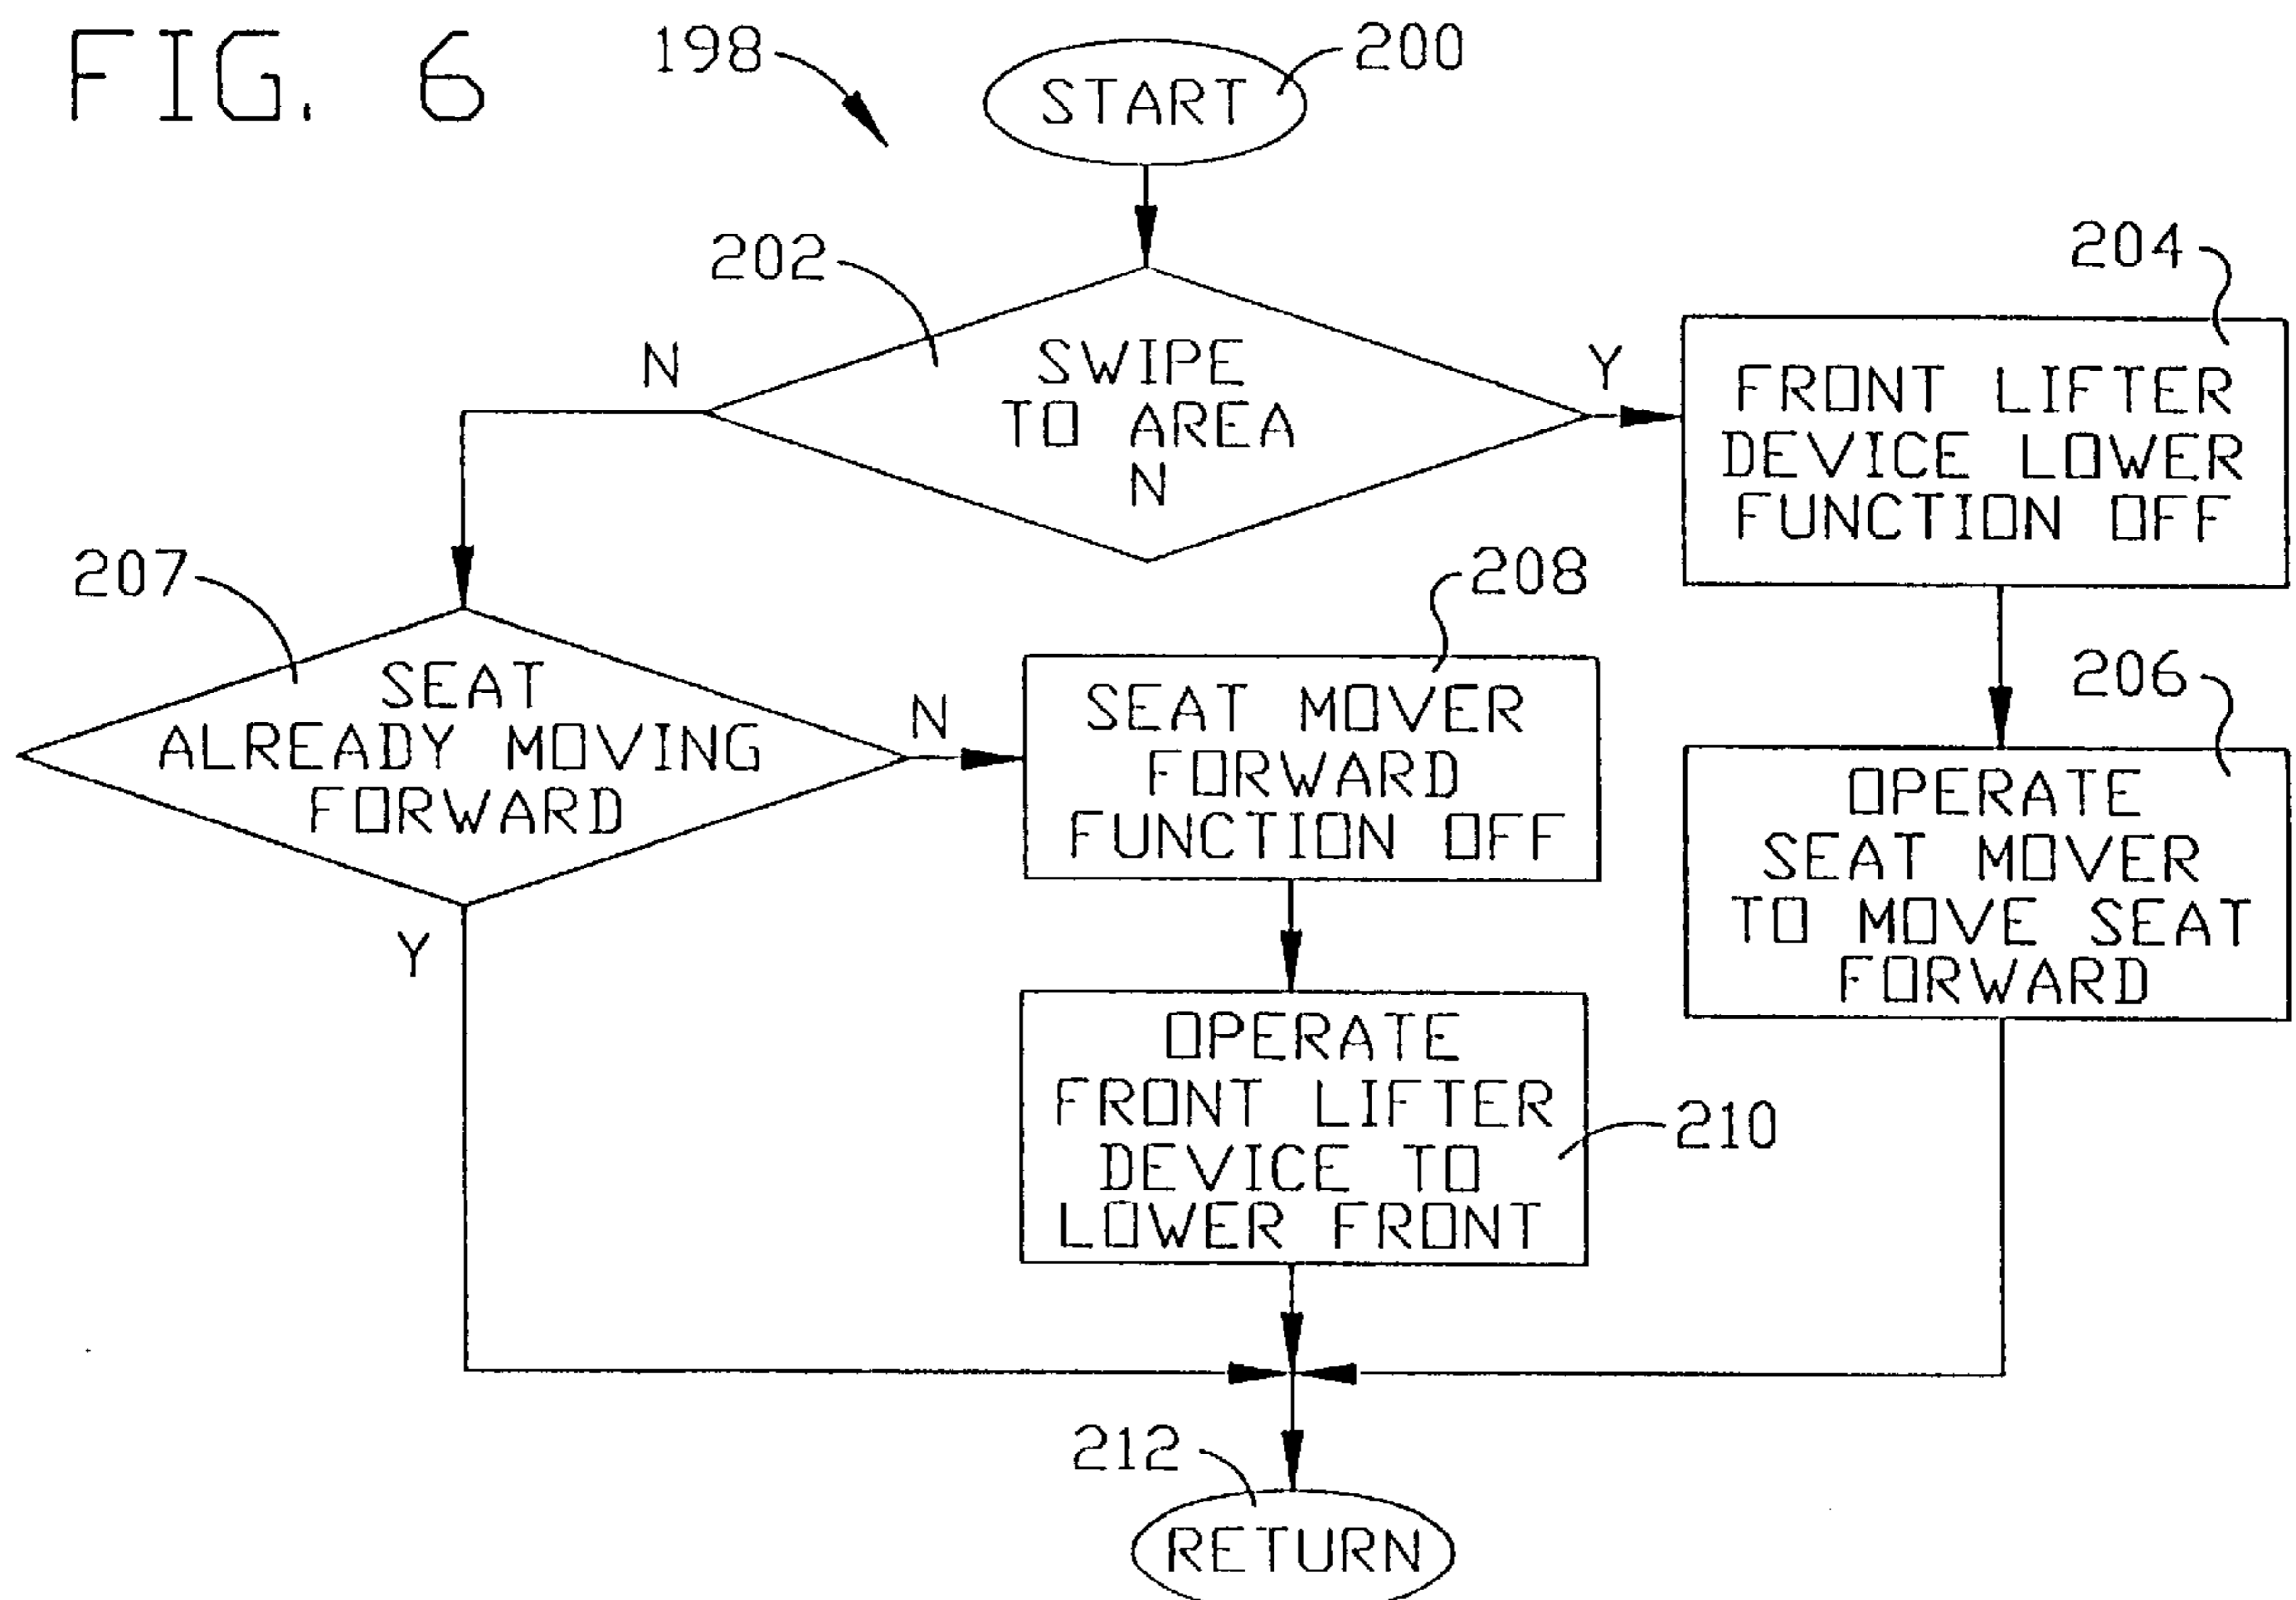 FIG. 6
198
START
200
202
N
SWIPE
TO AREA
N
Y
204
FRONT LIFTER
DEVICE LOWER
FUNCTION OFF
207
SEAT
ALREADY MOVING
FORWARD
N
Y
208
SEAT MOVER
FORWARD
FUNCTION OFF
206
OPERATE
SEAT MOVER
TO MOVE SEAT
FORWARD
OPERATE
FRONT LIFTER
DEVICE TO
LOWER FRONT
210
212
RETURN